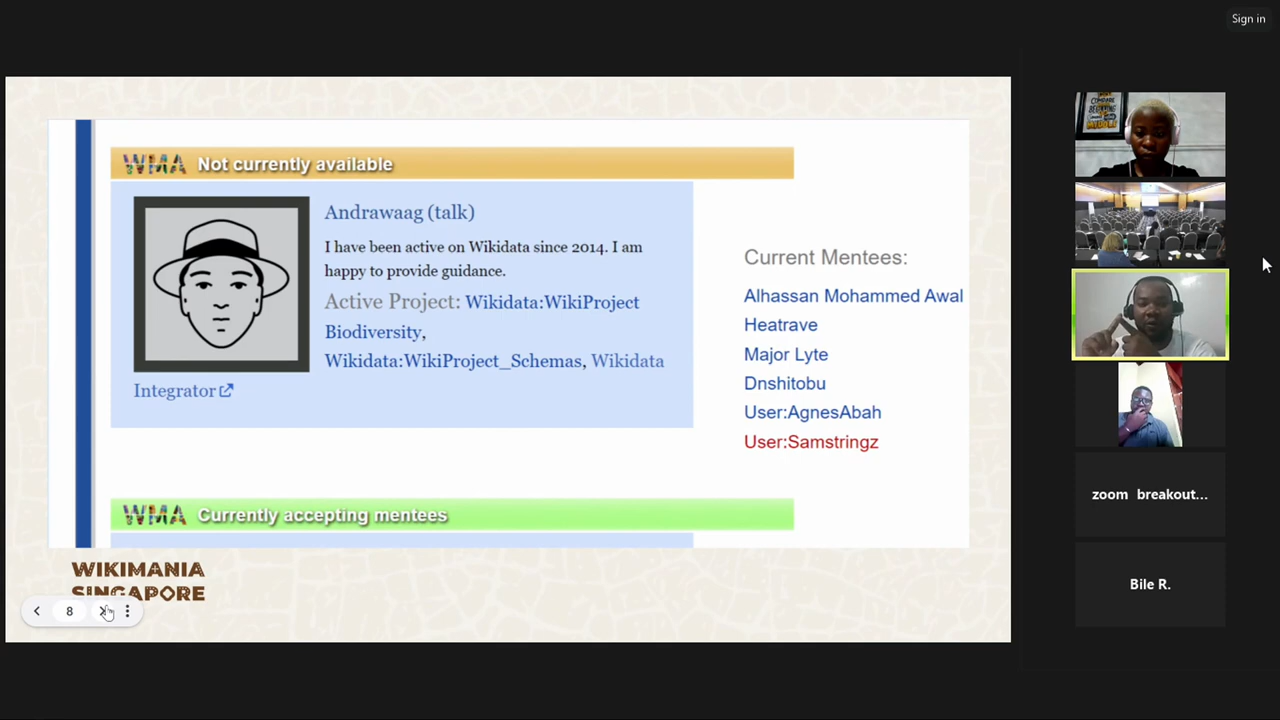 Sign in
WMA Not currently available
Andrawaag (talk)
I have been active on Wikidata since 2014. I am
happy to provide guidance.
Active Project: Wikidata:WikiProject
Biodiversity,
Wikidata:WikiProject_Schemas, Wikidata
Integrator
Current Mentees:
Alhassan Mohammed Awal
Heatrave
Major Lyte
Dnshitobu
User:AgnesAbah
User:Samstringz
WMA Currently accepting mentees
WIKIMANIA
SINGAPORE
8
zoom breakout...
Bile R.